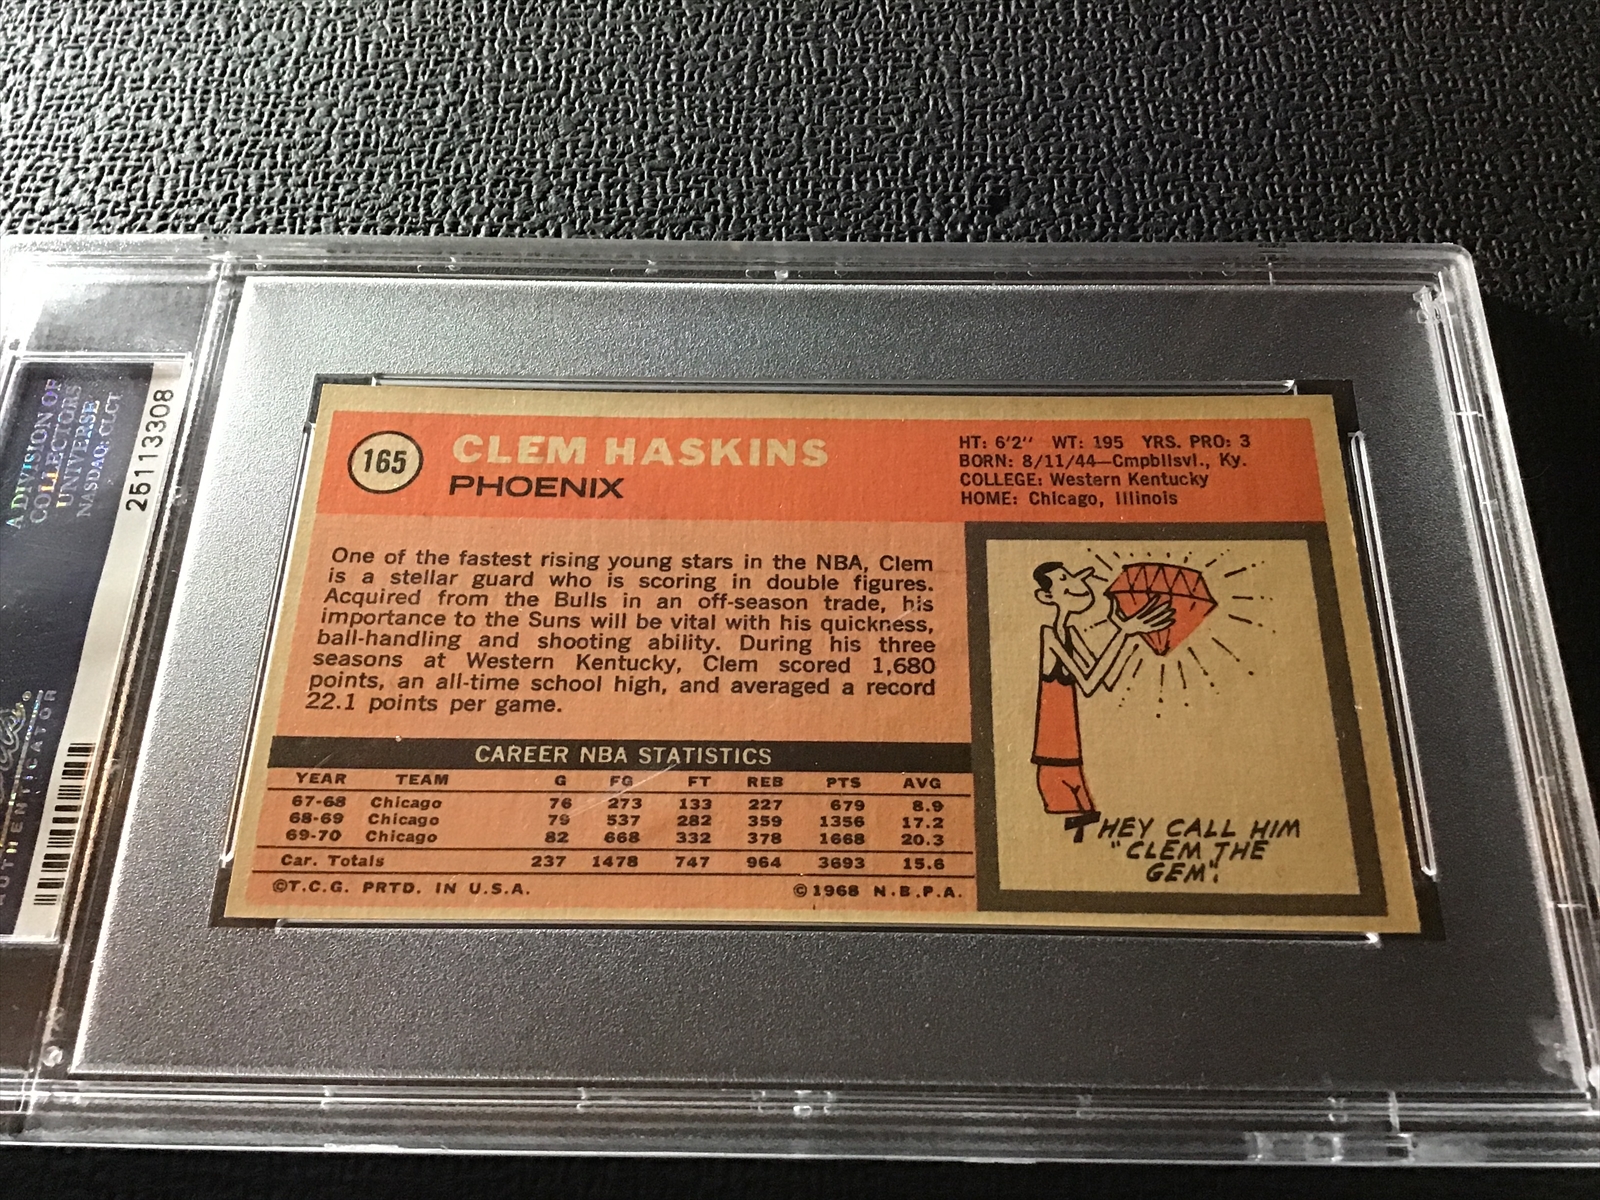 A DIVISION OF
COLLECTORS
UNIVERSE
NASDAQ: CLCT
25113308
165
CLEM HASKINS
PHOENIX
HT: 6'2" WT: 195 YRS. PRO: 3
BORN: 8/11/44—Cmpbllsvl., Ky.
COLLEGE: Western Kentucky
HOME: Chicago, Illinois
One of the fastest rising young stars in the NBA, Clem
is a stellar guard who is scoring in double figures.
Acquired from the Bulls in an off-season trade, his
importance to the Suns will be vital with his quickness,
ball-handling and shooting ability. During his three
seasons at Western Kentucky, Clem scored 1,680
points, an all-time school high, and averaged a record
22.1 points per game.
CAREER NBA STATISTICS
YEAR TEAM G FG FT REB PTS AVG
67-68 Chicago 76 273 133 227 679 8.9
68-69 Chicago 79 537 282 359 1356 17.2
69-70 Chicago 82 668 332 378 1668 20.3
Car. Totals 237 1478 747 964 3693 15.6
©T.C.G. PRTD. IN U.S.A. ©1968 N.B.P.A.
THEY CALL HIM
"CLEM THE
GEM".